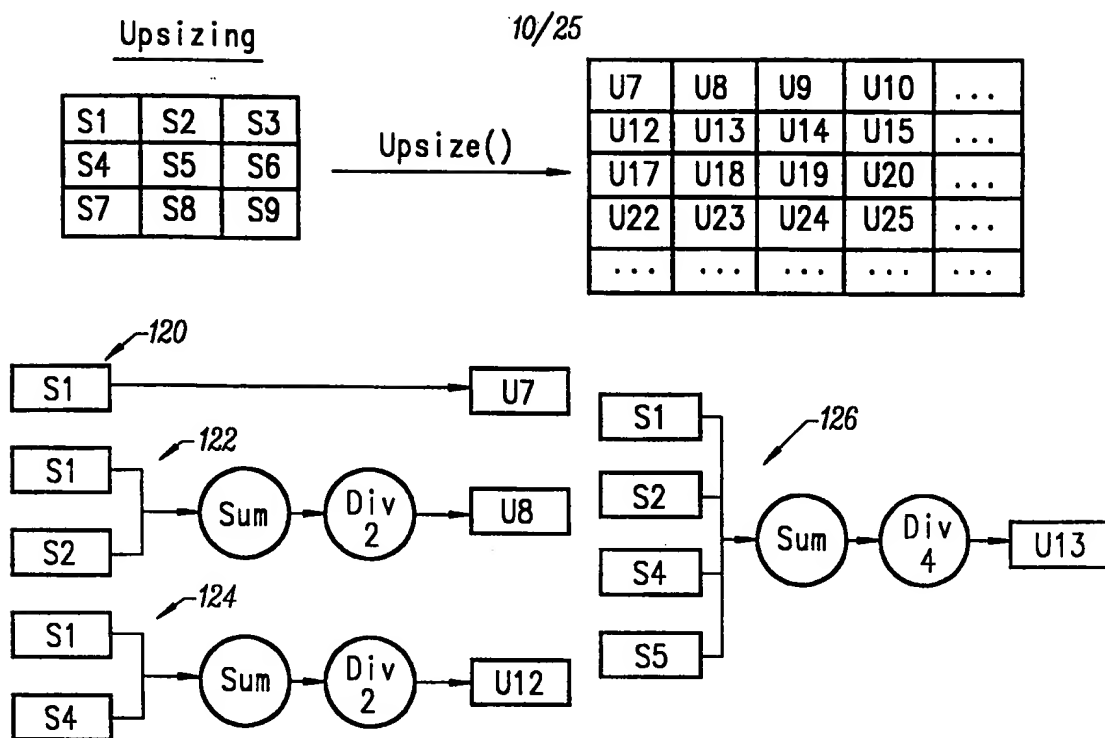 Upsizing
10/25
S1 S2 S3
S4 S5 S6
S7 S8 S9
Upsize()
U7 U8 U9 U10 ...
U12 U13 U14 U15 ...
U17 U18 U19 U20 ...
U22 U23 U24 U25 ...
... ... ... ... ...
120
S1 U7
122
S1
S2
Sum
Div 2
U8
124
S1
S4
Sum
Div 2
U12
126
S1
S2
S4
S5
Sum
Div 4
U13